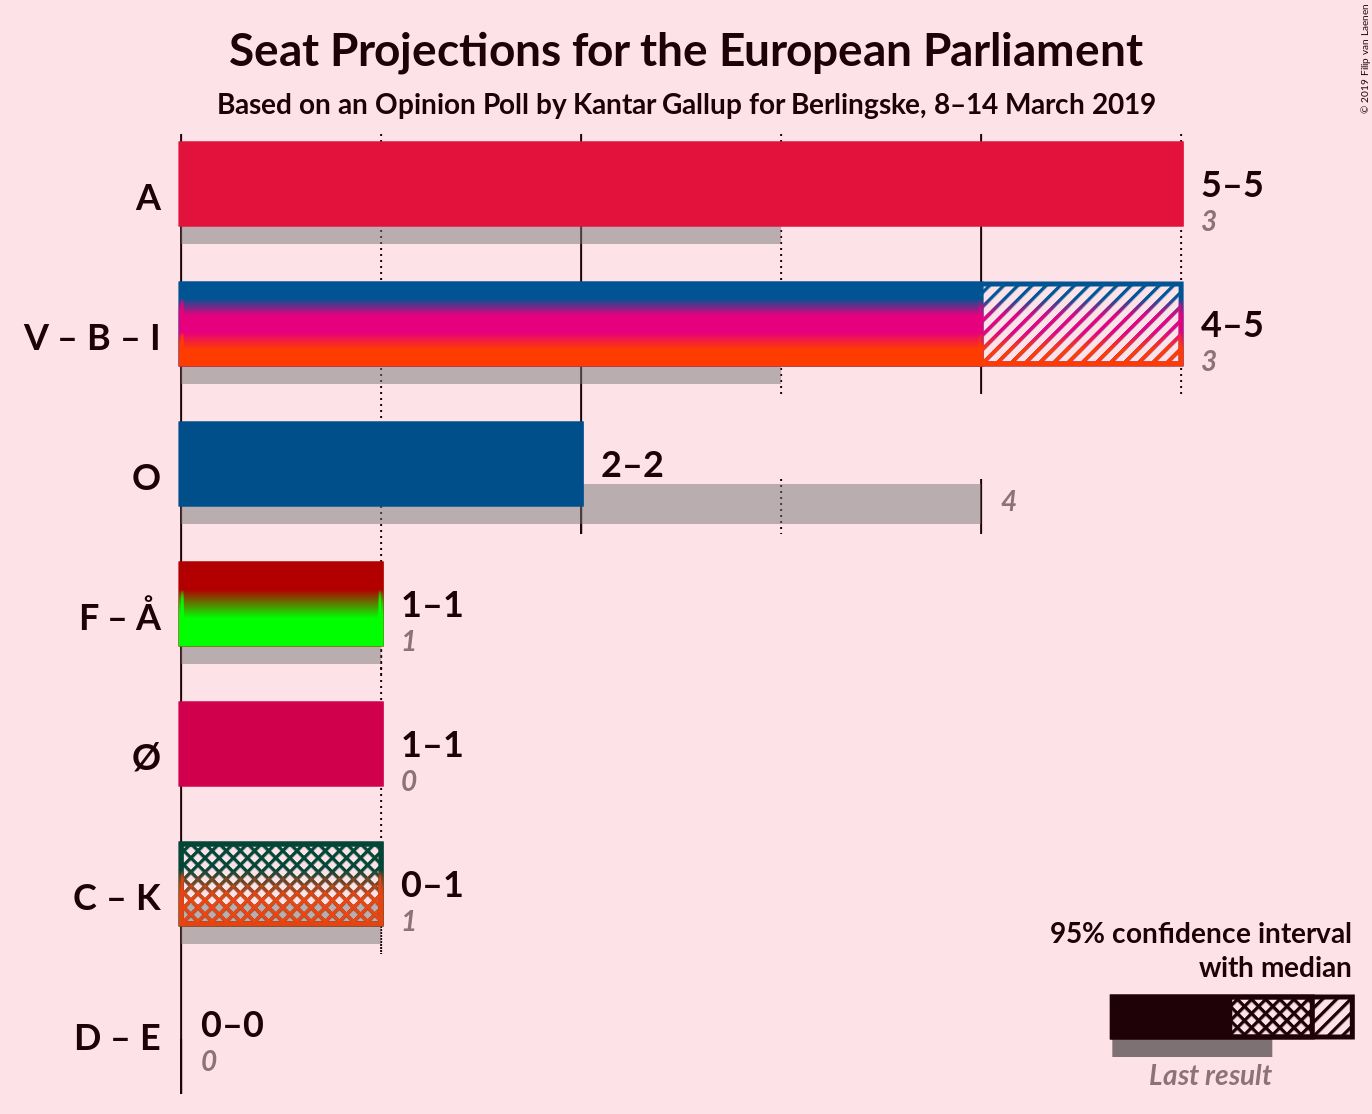 Seat Projections for the European Parliament
Based on an Opinion Poll by Kantar Gallup for Berlingske, 8–14 March 2019
© 2019 Filip van Laenen
A
5–5
3
V – B – I
4–5
3
O
2–2
4
F – Å
1–1
1
Ø
1–1
0
C – K
0–1
1
D – E
0–0
0
95% confidence interval
with median
Last result